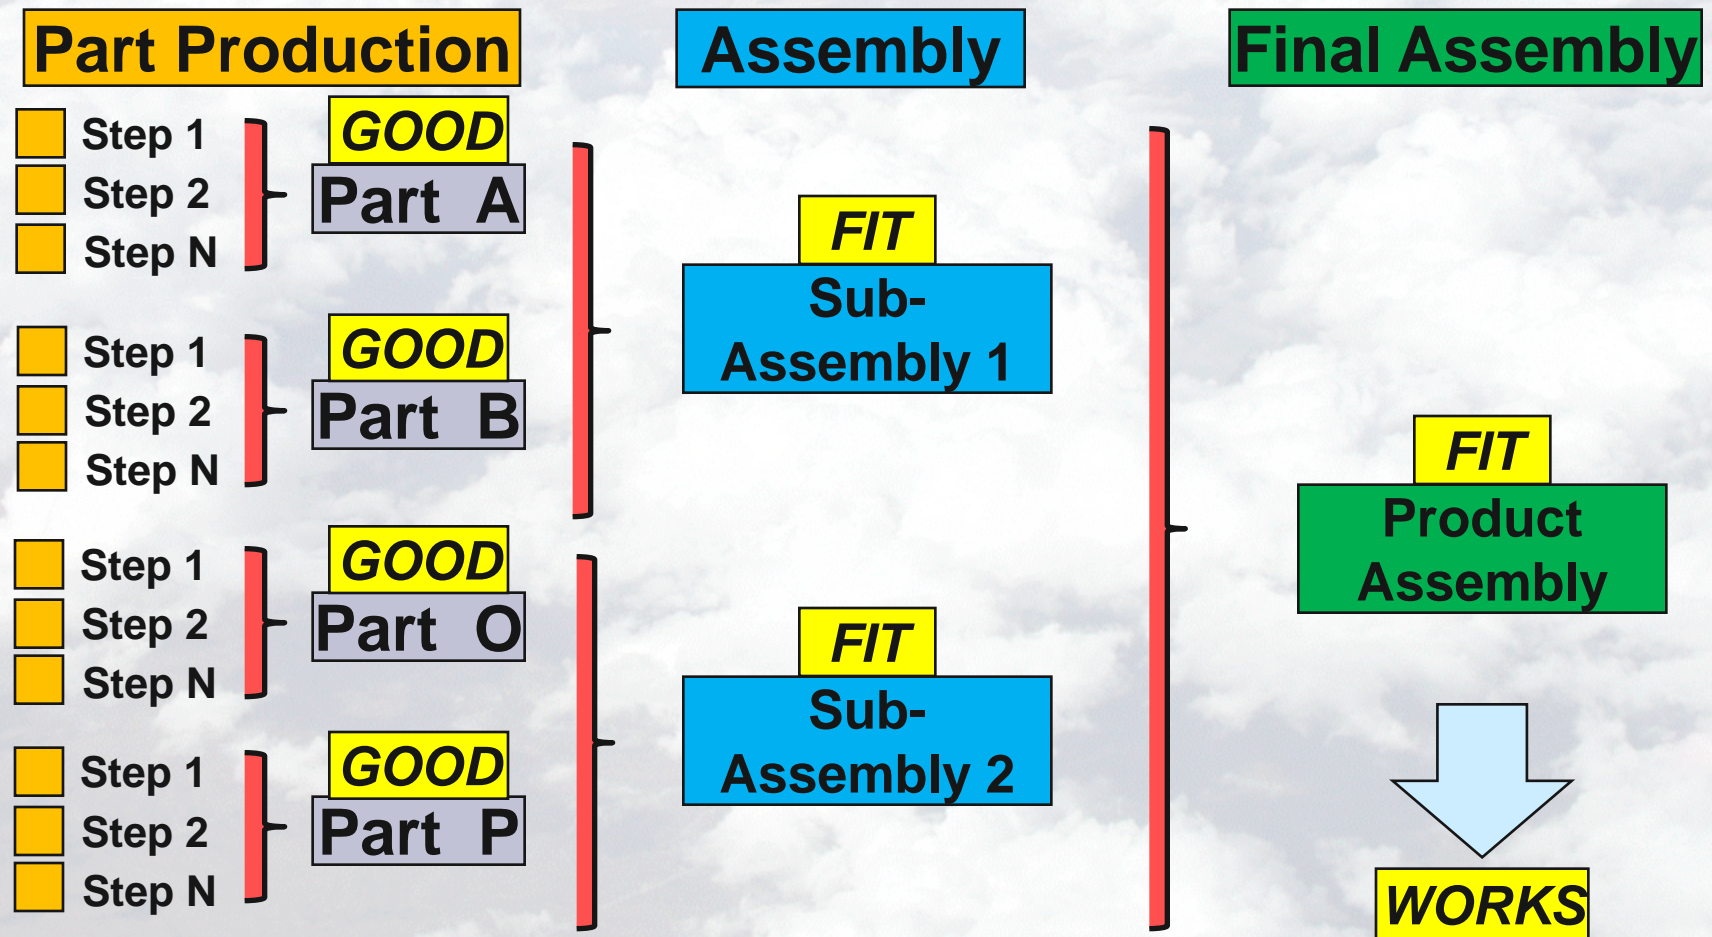 Part Production
Assembly
Final Assembly
Step 1
Step 2
Step N
GOOD
Part A
Step 1
Step 2
Step N
GOOD
Part B
Step 1
Step 2
Step N
GOOD
Part O
Step 1
Step 2
Step N
GOOD
Part P
FIT
Sub-
Assembly 1
FIT
Sub-
Assembly 2
FIT
Product
Assembly
WORKS